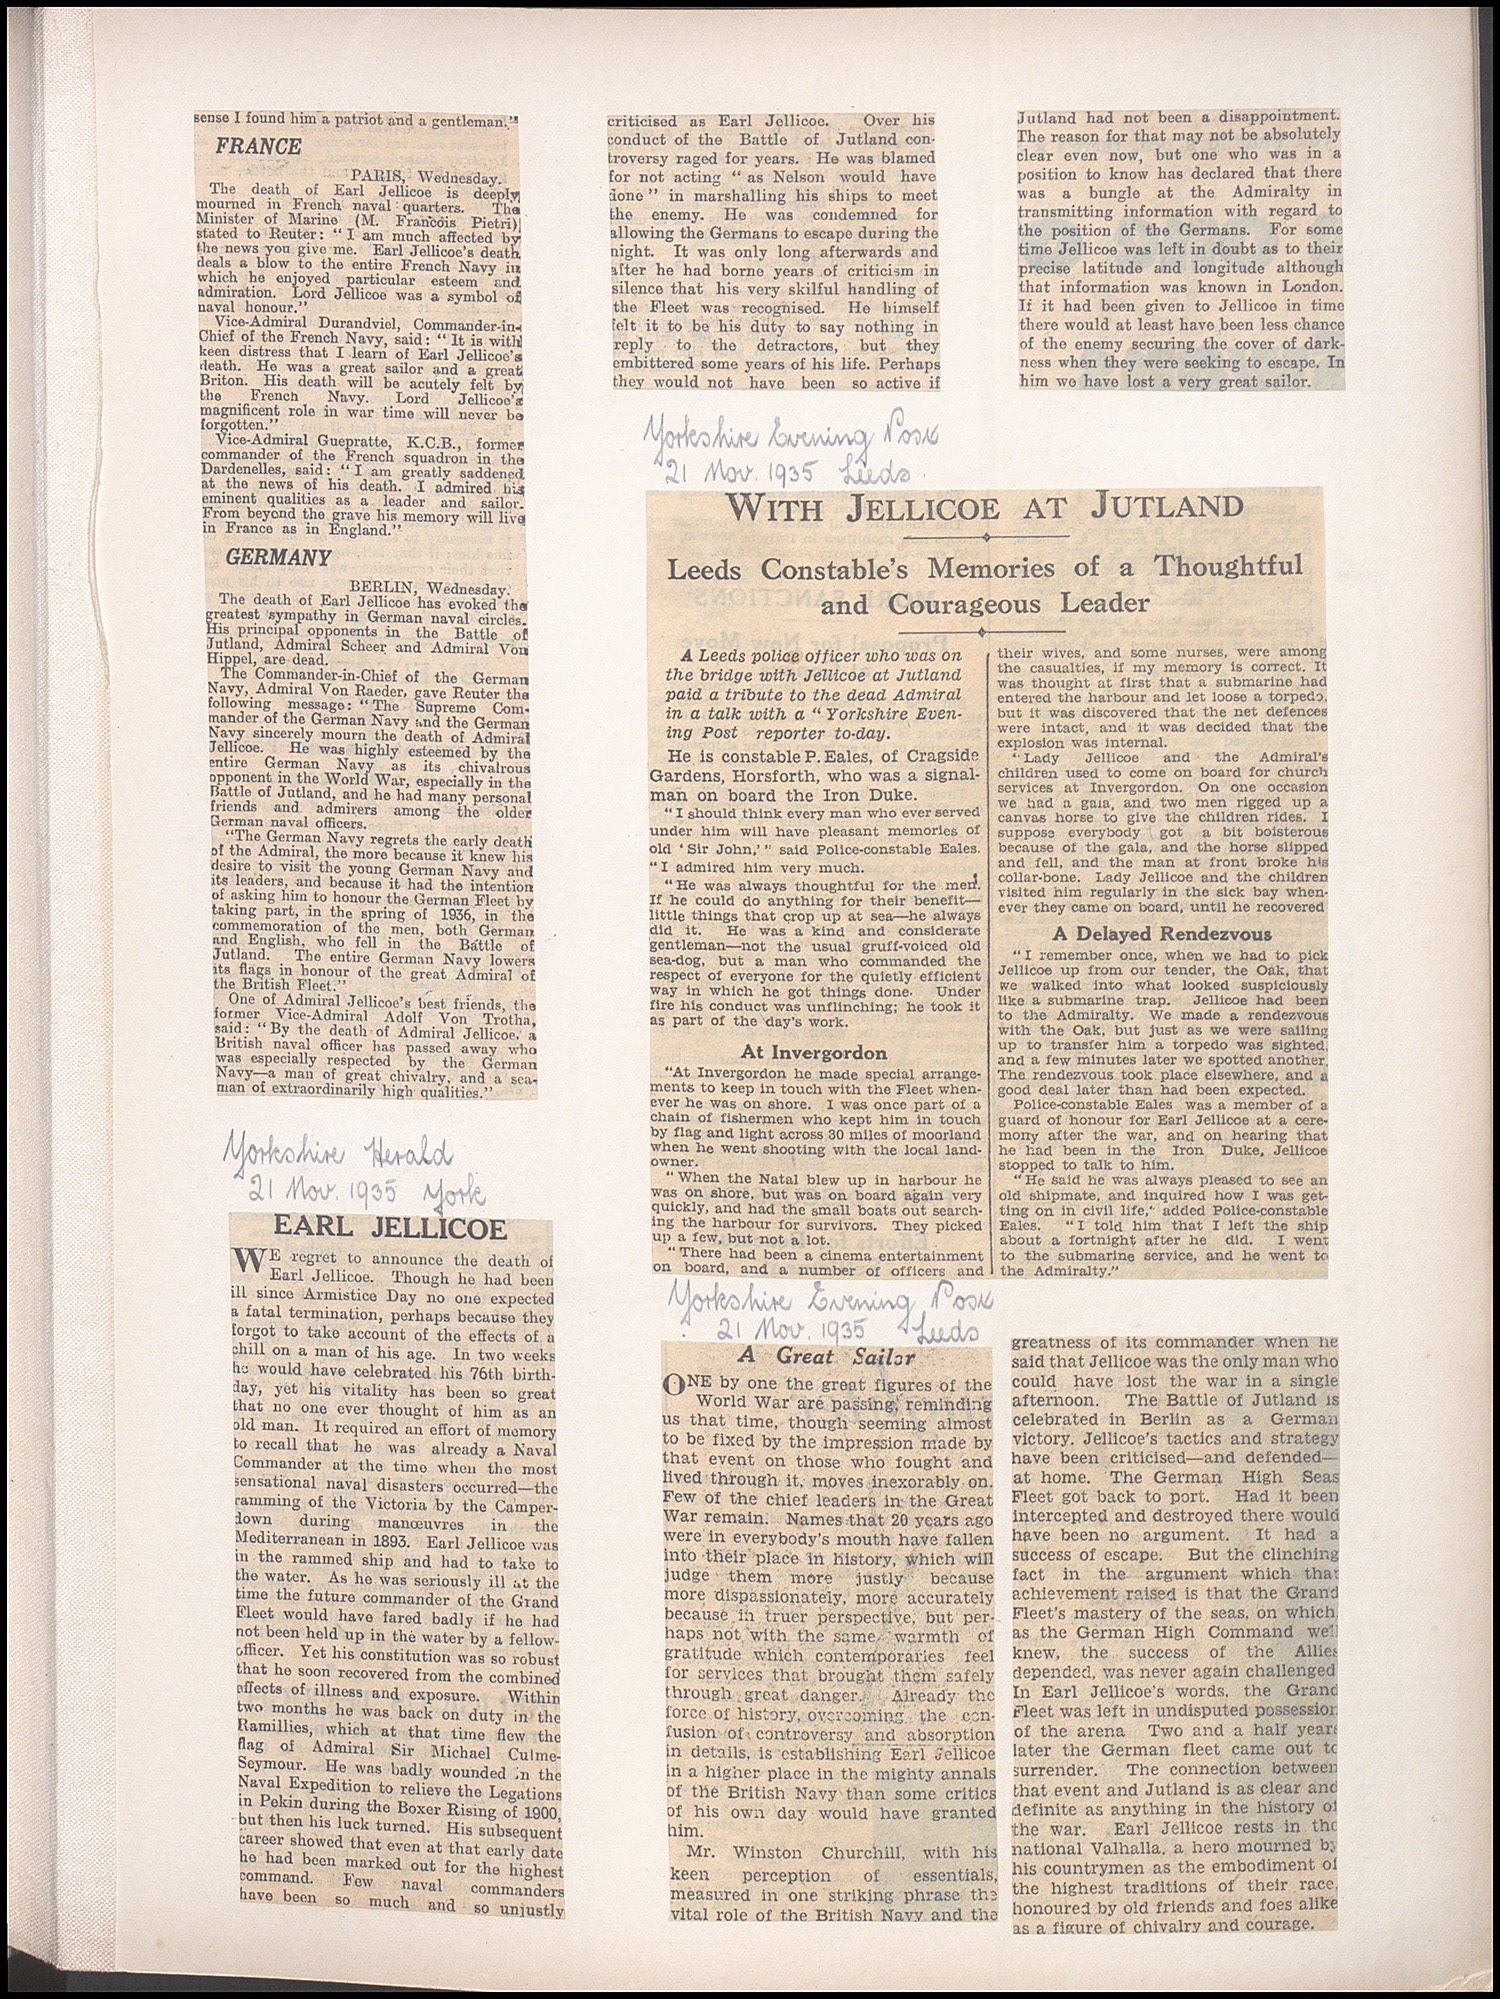 sense I found him a patriot and a gentleman."
FRANCE
PARIS, Wednesday.
The death of Earl Jellicoe is deeply
mourned in French naval quarters. The
Minister of Marine (M. Francois Pietri)
stated to Reuter: "I am much affected by
the news you give me. Earl Jellicoe's death
deals a blow to the entire French Navy in
which he enjoyed particular esteem and
admiration. Lord Jellicoe was a symbol of
naval honour."
Vice-Admiral Durandviel, Commander-in-
Chief of the French Navy, said: "It is with
keen distress that I learn of Earl Jellicoe's
death. He was a great sailor and a great
Briton. His death will be acutely felt by
the French Navy. Lord Jellicoe's
magnificent role in war time will never be
forgotten."
Vice-Admiral Guepratte, K.C.B., former
commander of the French squadron in the
Dardenelles, said: "I am greatly saddened
at the news of his death. I admired his
eminent qualities as a leader and sailor.
From beyond the grave his memory will live
in France as in England."
GERMANY
BERLIN, Wednesday.
The death of Earl Jellicoe has evoked the
greatest sympathy in German naval circles.
His principal opponents in the Battle of
Jutland, Admiral Scheer and Admiral Von
Hippel, are dead.
The Commander-in-Chief of the German
Navy, Admiral Von Raeder, gave Reuter the
following message: "The Supreme Com-
mander of the German Navy and the German
Navy sincerely mourn the death of Admiral
Jellicoe. He was highly esteemed by the
entire German Navy as its chivalrous
opponent in the World War, especially in the
Battle of Jutland, and he had many personal
friends and admirers among the older
German naval officers.
"The German Navy regrets the early death
of the Admiral, the more because it knew his
desire to visit the young German Navy and
its leaders, and because it had the intention
of asking him to honour the German Fleet by
taking part, in the spring of 1936, in the
commemoration of the men, both German
and English, who fell in the Battle of
Jutland. The entire German Navy lowers
its flags in honour of the great Admiral of
the British Fleet."
One of Admiral Jellicoe's best friends, the
former Vice-Admiral Adolf Von Trotha,
said: "By the death of Admiral Jellicoe, a
British naval officer has passed away who
was especially respected by the German
Navy—a man of great chivalry, and a sea-
man of extraordinarily high qualities."
Yorkshire Herald
21 Nov. 1935 York
EARL JELLICOE
WE regret to announce the death of
Earl Jellicoe. Though he had been
ill since Armistice Day no one expected
a fatal termination, perhaps because they
forgot to take account of the effects of a
chill on a man of his age. In two weeks
he would have celebrated his 76th birth-
day, yet his vitality has been so great
that no one ever thought of him as an
old man. It required an effort of memory
to recall that he was already a Naval
Commander at the time when the most
sensational naval disasters occurred—the
ramming of the Victoria by the Camper-
down during manœuvres in the
Mediterranean in 1893. Earl Jellicoe was
in the rammed ship and had to take to
the water. As he was seriously ill at the
time the future commander of the Grand
Fleet would have fared badly if he had
not been held up in the water by a fellow-
officer. Yet his constitution was so robust
that he soon recovered from the combined
effects of illness and exposure. Within
two months he was back on duty in the
Ramillies, which at that time flew the
flag of Admiral Sir Michael Culme-
Seymour. He was badly wounded in the
Naval Expedition to relieve the Legations
in Pekin during the Boxer Rising of 1900,
but then his luck turned. His subsequent
career showed that even at that early date
he had been marked out for the highest
command. Few naval commanders
have been so much and so unjustly
criticised as Earl Jellicoe. Over his
conduct of the Battle of Jutland con-
troversy raged for years. He was blamed
for not acting "as Nelson would have
done" in marshalling his ships to meet
the enemy. He was condemned for
allowing the Germans to escape during the
night. It was only long afterwards and
after he had borne years of criticism in
silence that his very skilful handling of
the Fleet was recognised. He himself
felt it to be his duty to say nothing in
reply to the detractors, but they
embittered some years of his life. Perhaps
they would not have been so active if
Jutland had not been a disappointment.
The reason for that may not be absolutely
clear even now, but one who was in a
position to know has declared that there
was a bungle at the Admiralty in
transmitting information with regard to
the position of the Germans. For some
time Jellicoe was left in doubt as to their
precise latitude and longitude although
that information was known in London.
If it had been given to Jellicoe in time
there would at least have been less chance
of the enemy securing the cover of dark-
ness when they were seeking to escape. In
him we have lost a very great sailor.
Yorkshire Evening Post
21 Nov. 1935 Leeds
WITH JELLICOE AT JUTLAND
Leeds Constable's Memories of a Thoughtful
and Courageous Leader
A Leeds police officer who was on
the bridge with Jellicoe at Jutland
paid a tribute to the dead Admiral
in a talk with a "Yorkshire Even-
ing Post reporter to-day.
He is constable P. Eales, of Cragside
Gardens, Horsforth, who was a signal-
man on board the Iron Duke.
"I should think every man who ever served
under him will have pleasant memories of
old 'Sir John,'" said Police-constable Eales.
"I admired him very much.
"He was always thoughtful for the men.
If he could do anything for their benefit—
little things that crop up at sea—he always
did it. He was a kind and considerate
gentleman—not the usual gruff-voiced old
sea-dog, but a man who commanded the
respect of everyone for the quietly efficient
way in which he got things done. Under
fire his conduct was unflinching; he took it
as part of the day's work.
At Invergordon
"At Invergordon he made special arrange-
ments to keep in touch with the Fleet when-
ever he was on shore. I was once part of a
chain of fishermen who kept him in touch
by flag and light across 30 miles of moorland
when he went shooting with the local land-
owner.
"When the Natal blew up in harbour he
was on shore, but was on board again very
quickly, and had the small boats out search-
ing the harbour for survivors. They picked
up a few, but not a lot.
"There had been a cinema entertainment
on board, and a number of officers and
their wives, and some nurses, were among
the casualties, if my memory is correct. It
was thought at first that a submarine had
entered the harbour and let loose a torpedo,
but it was discovered that the net defences
were intact, and it was decided that the
explosion was internal.
"Lady Jellicoe and the Admiral's
children used to come on board for church
services at Invergordon. On one occasion
we had a gala, and two men rigged up a
canvas horse to give the children rides. I
suppose everybody got a bit boisterous
because of the gala, and the horse slipped
and fell, and the man at front broke his
collar-bone. Lady Jellicoe and the children
visited him regularly in the sick bay when-
ever they came on board, until he recovered
A Delayed Rendezvous
"I remember once, when we had to pick
Jellicoe up from our tender, the Oak, that
we walked into what looked suspiciously
like a submarine trap. Jellicoe had been
to the Admiralty. We made a rendezvous
with the Oak, but just as we were sailing
up to transfer him a torpedo was sighted,
and a few minutes later we spotted another.
The rendezvous took place elsewhere, and a
good deal later than had been expected.
Police-constable Eales was a member of a
guard of honour for Earl Jellicoe at a cere-
mony after the war, and on hearing that
he had been in the Iron Duke, Jellicoe
stopped to talk to him.
"He said he was always pleased to see an
old shipmate, and inquired how I was get-
ting on in civil life," added Police-constable
Eales. "I told him that I left the ship
about a fortnight after he did. I went
to the submarine service, and he went to
the Admiralty."
Yorkshire Evening Post
21 Nov. 1935 Leeds
A Great Sailor
ONE by one the great figures of the
World War are passing, reminding
us that time, though seeming almost
to be fixed by the impression made by
that event on those who fought and
lived through it, moves inexorably on.
Few of the chief leaders in the Great
War remain. Names that 20 years ago
were in everybody's mouth have fallen
into their place in history, which will
judge them more justly because
more dispassionately, more accurately
because in truer perspective, but per-
haps not with the same warmth of
gratitude which contemporaries feel
for services that brought them safely
through great danger. Already the
force of history, overcoming the con-
fusion of controversy and absorption
in details, is establishing Earl Jellicoe
in a higher place in the mighty annals
of the British Navy than some critics
of his own day would have granted
him.
Mr. Winston Churchill, with his
keen perception of essentials,
measured in one striking phrase the
vital role of the British Navy and the
greatness of its commander when he
said that Jellicoe was the only man who
could have lost the war in a single
afternoon. The Battle of Jutland is
celebrated in Berlin as a German
victory. Jellicoe's tactics and strategy
have been criticised—and defended—
at home. The German High Seas
Fleet got back to port. Had it been
intercepted and destroyed there would
have been no argument. It had a
success of escape. But the clinching
fact in the argument which that
achievement raised is that the Grand
Fleet's mastery of the seas, on which,
as the German High Command well
knew, the success of the Allies
depended, was never again challenged
In Earl Jellicoe's words, the Grand
Fleet was left in undisputed possession
of the arena Two and a half years
later the German fleet came out to
surrender. The connection between
that event and Jutland is as clear and
definite as anything in the history of
the war. Earl Jellicoe rests in the
national Valhalla, a hero mourned by
his countrymen as the embodiment of
the highest traditions of their race,
honoured by old friends and foes alike
as a figure of chivalry and courage.